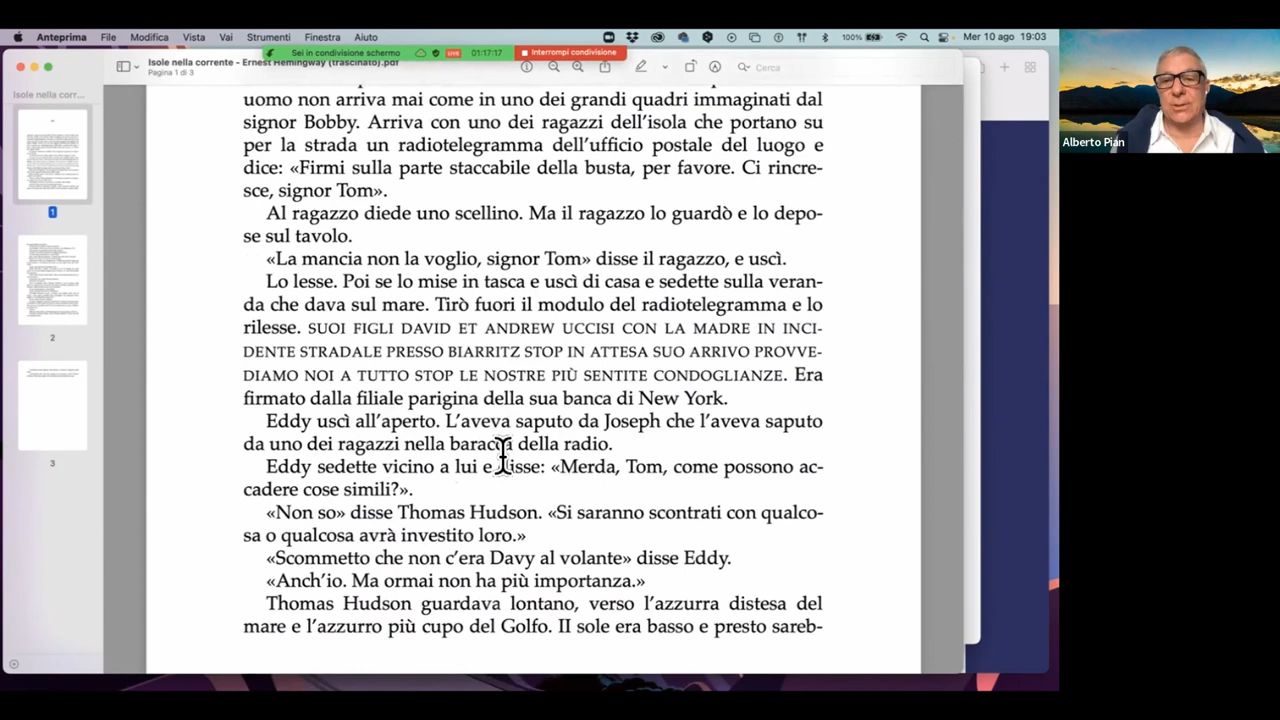 Anteprima File Modifica Vista Vai Strumenti Finestra Aiuto 100% Mer 10 ago 19:03
Sei in condivisione schermo LIVE 01:17:17 Interrompi condivisione
Isole nella corrente - Ernest Hemingway (trascinato).pdf
Pagina 1 di 3
Cerca
Isole nella corr...
1
2
3
uomo non arriva mai come in uno dei grandi quadri immaginati dal
signor Bobby. Arriva con uno dei ragazzi dell'isola che portano su
per la strada un radiotelegramma dell'ufficio postale del luogo e
dice: «Firmi sulla parte staccabile della busta, per favore. Ci rincre-
sce, signor Tom».
Al ragazzo diede uno scellino. Ma il ragazzo lo guardò e lo depo-
se sul tavolo.
«La mancia non la voglio, signor Tom» disse il ragazzo, e uscì.
Lo lesse. Poi se lo mise in tasca e uscì di casa e sedette sulla veran-
da che dava sul mare. Tirò fuori il modulo del radiotelegramma e lo
rilesse. SUOI FIGLI DAVID ET ANDREW UCCISI CON LA MADRE IN INCI-
DENTE STRADALE PRESSO BIARRITZ STOP IN ATTESA SUO ARRIVO PROVVE-
DIAMO NOI A TUTTO STOP LE NOSTRE PIÙ SENTITE CONDOGLIANZE. Era
firmato dalla filiale parigina della sua banca di New York.
Eddy uscì all'aperto. L'aveva saputo da Joseph che l'aveva saputo
da uno dei ragazzi nella baracca della radio.
Eddy sedette vicino a lui e disse: «Merda, Tom, come possono ac-
cadere cose simili?».
«Non so» disse Thomas Hudson. «Si saranno scontrati con qualco-
sa o qualcosa avrà investito loro.»
«Scommetto che non c'era Davy al volante» disse Eddy.
«Anch'io. Ma ormai non ha più importanza.»
Thomas Hudson guardava lontano, verso l'azzurra distesa del
mare e l'azzurro più cupo del Golfo. II sole era basso e presto sareb-
Alberto Pian